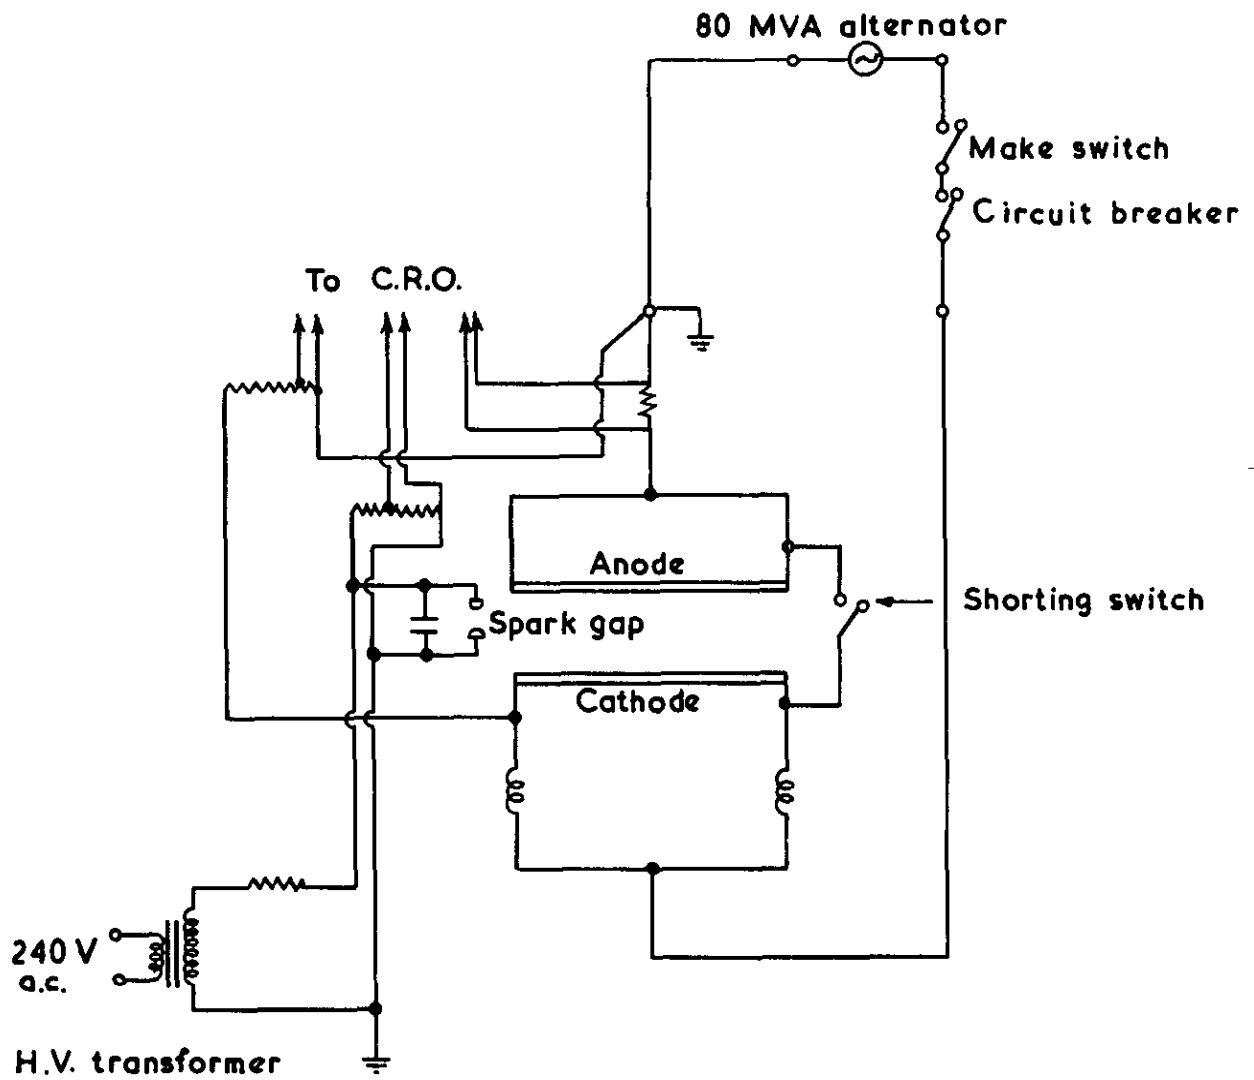 80 MVA alternator
Make switch
Circuit breaker
To C.R.O.
Anode
Shorting switch
Spark gap
Cathode
240 V
a.c.
H.V. transformer